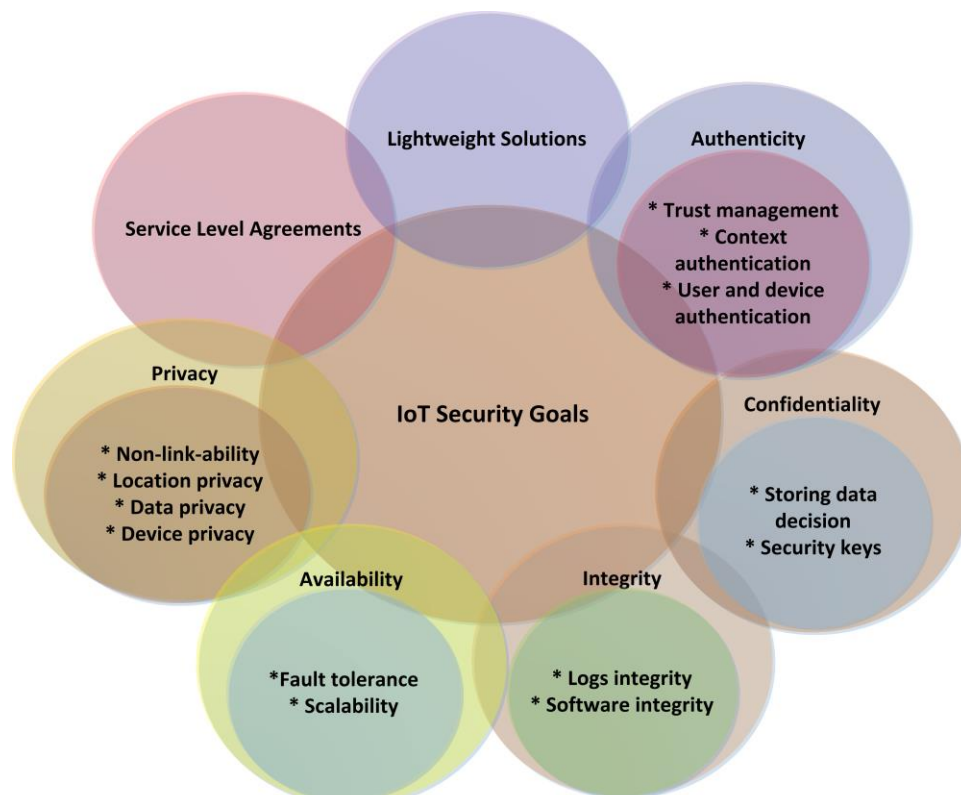 Lightweight Solutions
Authenticity
* Trust management
* Context
authentication
* User and device
authentication
Service Level Agreements
Privacy
* Non-link-ability
* Location privacy
* Data privacy
* Device privacy
IoT Security Goals
Confidentiality
* Storing data
decision
* Security keys
Availability
*Fault tolerance
* Scalability
Integrity
* Logs integrity
* Software integrity